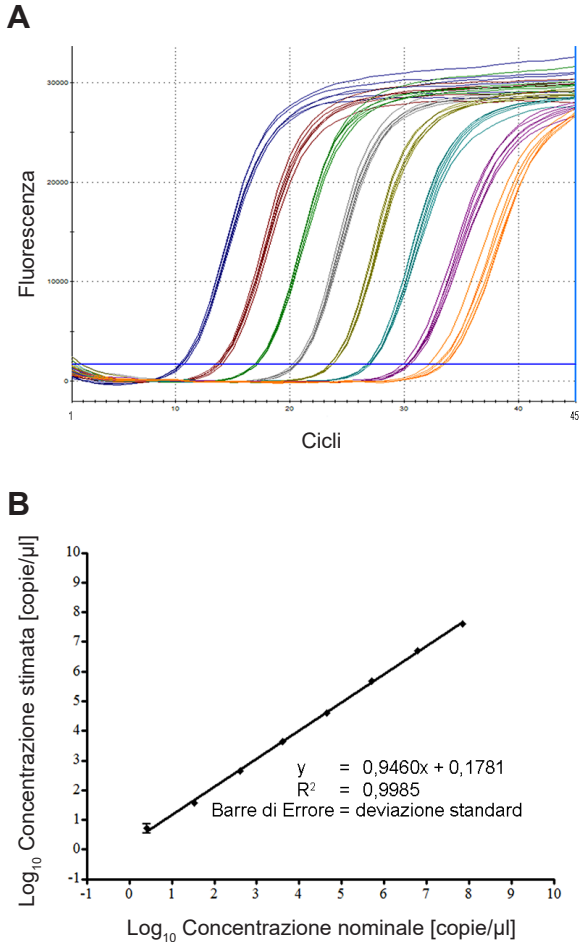 A
Fluorescenza
30000
20000
10000
0
1 10 20 30 40 45
Cicli
B
Log10 Concentrazione stimata [copie/µl]
10
9
8
7
6
5
4
3
2
1
0
-1
y = 0,9460x + 0,1781
R² = 0,9985
Barre di Errore = deviazione standard
-1 0 1 2 3 4 5 6 7 8 9 10
Log10 Concentrazione nominale [copie/µl]